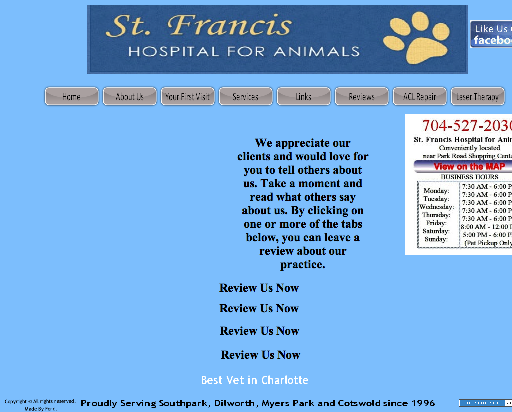 St. Francis
HOSPITAL FOR ANIMALS
Like Us
Home
About Us
Your First Visit
Services
Links
Reviews
ACL Repair
Laser Therapy
704-527-203
St. Francis Hospital for
Conveniently located
near Park Road Shopping
View on the MAP
BUSINESS HOURS
Monday: 7:30 AM - 6:00
Tuesday: 7:30 AM - 6:00
Wednesday: 7:30 AM - 6:00
Thursday: 7:30 AM - 6:00
Friday: 7:30 AM - 6:00
Saturday: 8:00 AM - 12:00
Sunday: 5:00 PM - 6:00
(Pet Pickup Only
We appreciate our
clients and would love for
you to tell others about
us. Take a moment and
read what others say
about us. By clicking on
one or more of the tabs
below, you can leave a
review about our
practice.
Review Us Now
Review Us Now
Review Us Now
Review Us Now
Best Vet in Charlotte
Copyright © All rights reserved.
Made By
Proudly Serving Southpark, Dilworth, Myers Park and Cotswold since 1996